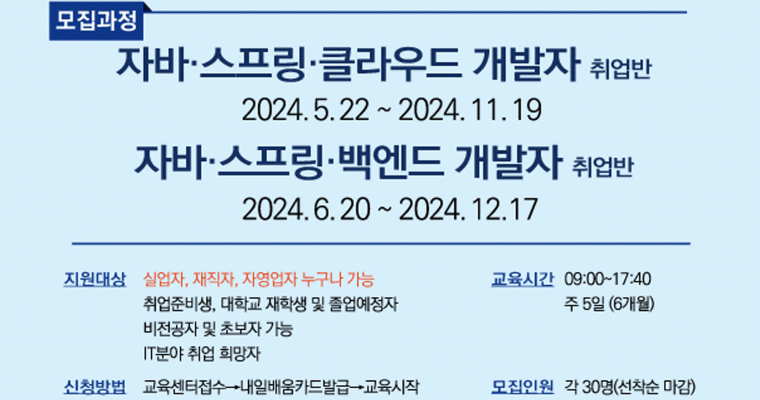 모집과정
자바·스프링·클라우드 개발자 취업반
2024. 5. 22 ~ 2024. 11. 19
자바·스프링·백엔드 개발자 취업반
2024. 6. 20 ~ 2024. 12. 17
지원대상 실업자, 재직자, 자영업자 누구나 가능
취업준비생, 대학교 재학생 및 졸업예정자
비전공자 및 초보자 가능
IT분야 취업 희망자
교육시간 09:00~17:40
주 5일 (6개월)
신청방법 교육센터접수→내일배움카드발급→교육시작
모집인원 각 30명(선착순 마감)